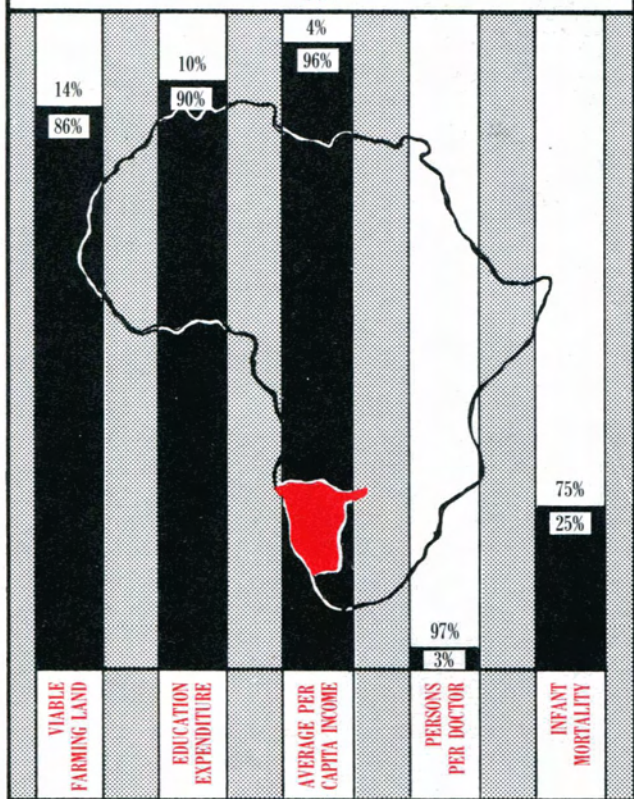 14%
86%
10%
90%
4%
96%
97%
3%
75%
25%
VIABLE
FARMING LAND
EDUCATION
EXPENDITURE
AVERAGE PER
CAPITA INCOME
PERSONS
PER DOCTOR
INFANT
MORTALITY